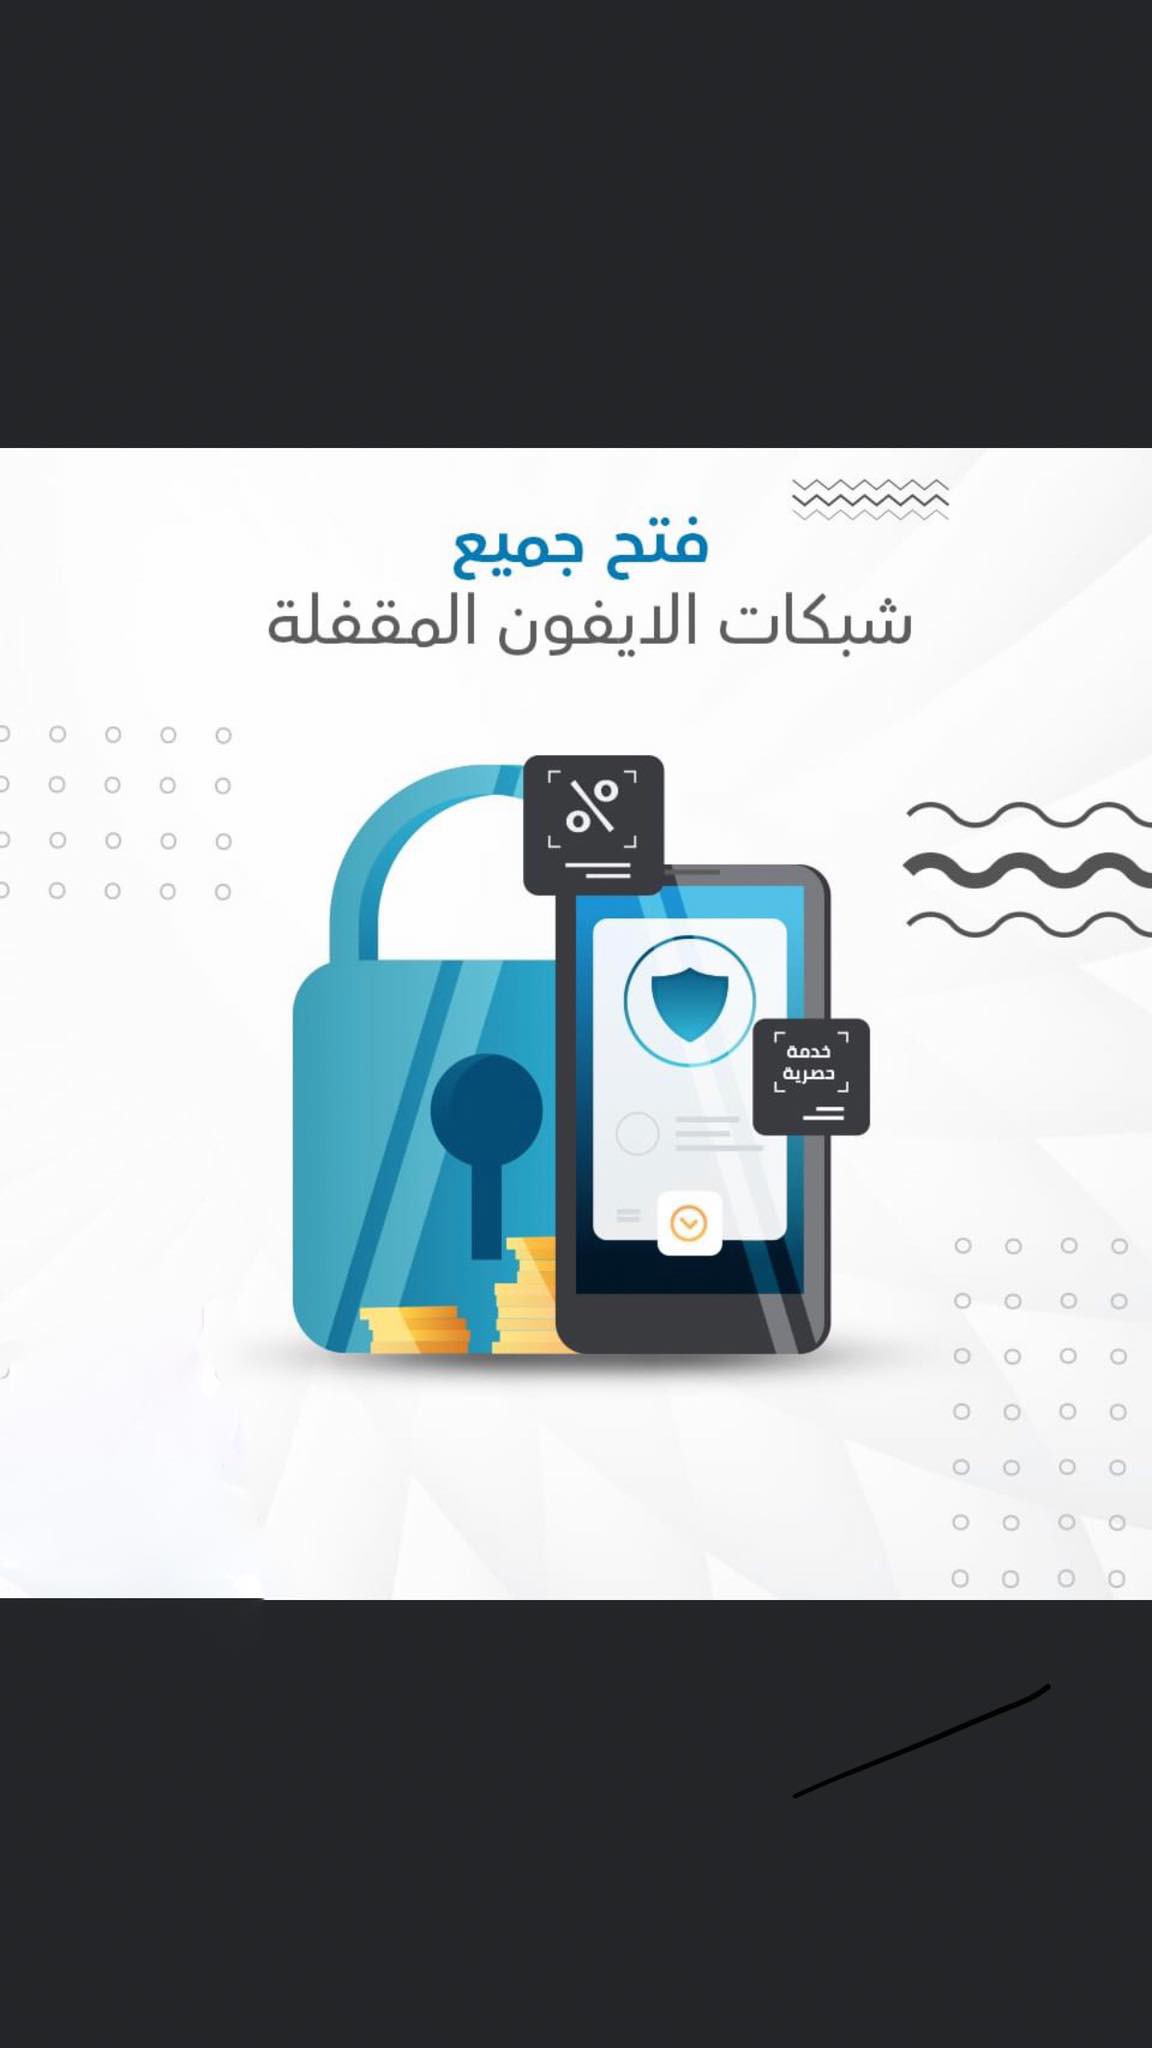 فتح جميع
شبكات الايفون المقفلة
%
خدمة
حصرية